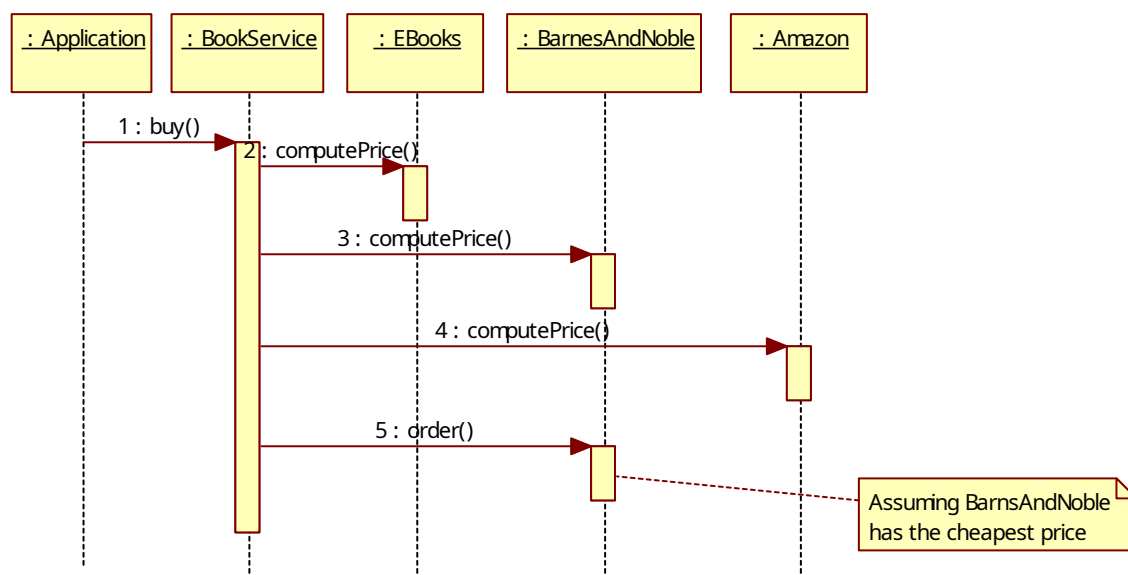 : Application
: BookService
: EBooks
: BarnesAndNoble
: Amazon
1 : buy()
2 : computePrice()
3 : computePrice()
4 : computePrice()
5 : order()
Assuming BarnsAndNoble
has the cheapest price